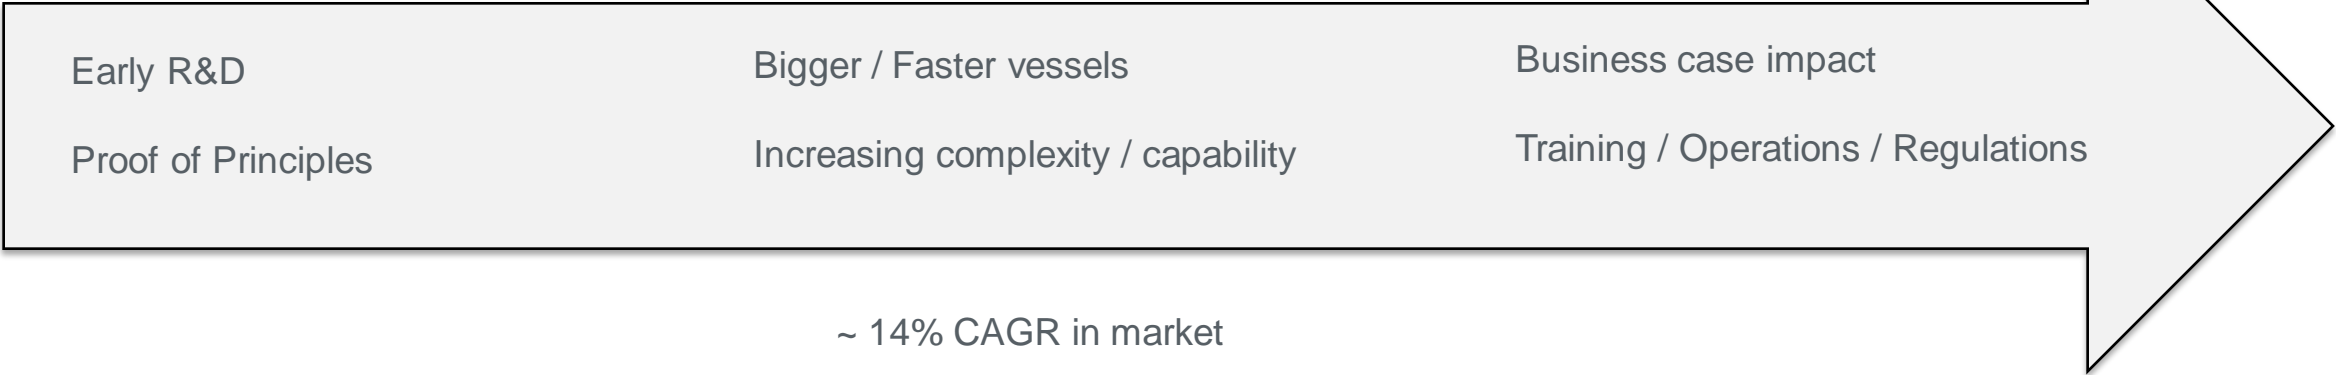 Early R&D
Proof of Principles
Bigger / Faster vessels
Increasing complexity / capability
Business case impact
Training / Operations / Regulations
~ 14% CAGR in market